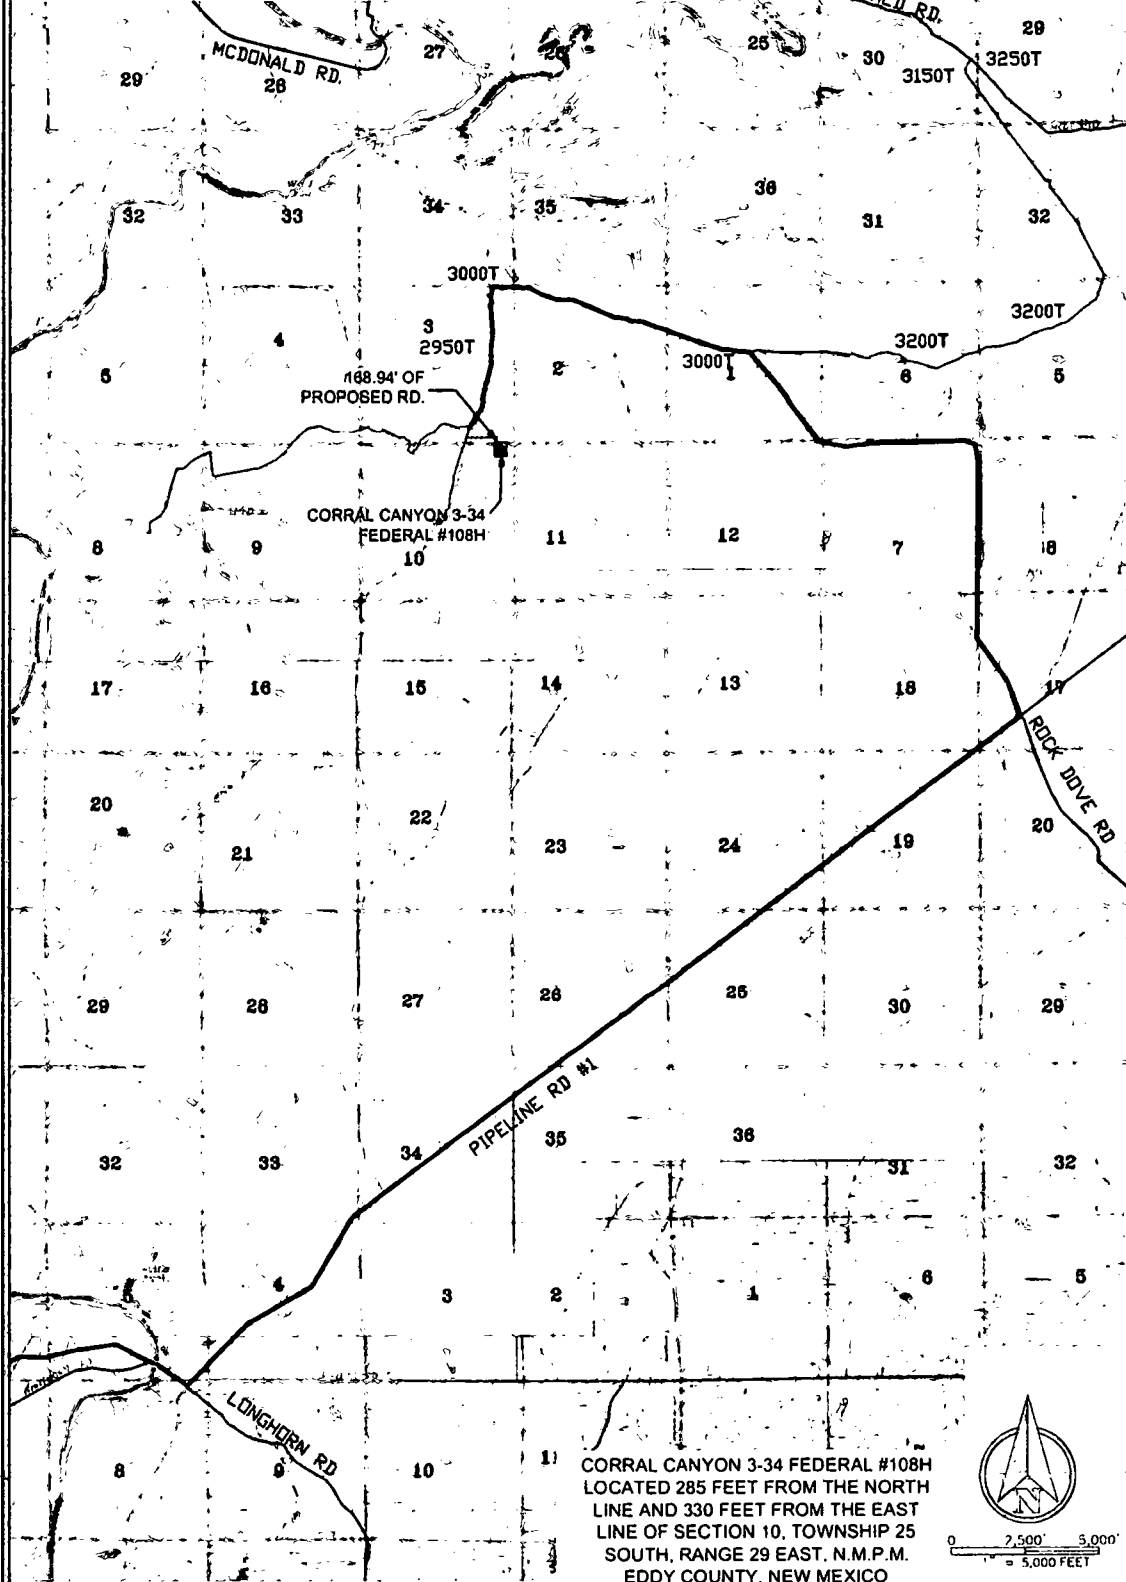 LD RD.
29
MCDONALD RD.
29
28
27
26
25
30
3150T
3250T
32
33
34
35
36
31
32
3000T
3200T
3200T
3
2950T
4
2
3000T
1
6
5
168.94' OF
PROPOSED RD.
CORRAL CANYON 3-34
FEDERAL #108H
8
9
10
11
12
7
8
17
16
15
14
13
18
17
ROCK DOVE RD
20
21
22
23
24
19
20
29
28
27
26
25
30
29
PIPELINE RD #1
32
33
34
35
36
31
32
4
3
2
1
6
5
LONGHORN RD
8
9
10
CORRAL CANYON 3-34 FEDERAL #108H
LOCATED 285 FEET FROM THE NORTH
LINE AND 330 FEET FROM THE EAST
LINE OF SECTION 10, TOWNSHIP 25
SOUTH, RANGE 29 EAST, N.M.P.M.
EDDY COUNTY, NEW MEXICO
N
0 2,500' 5,000'
= 5,000 FEET